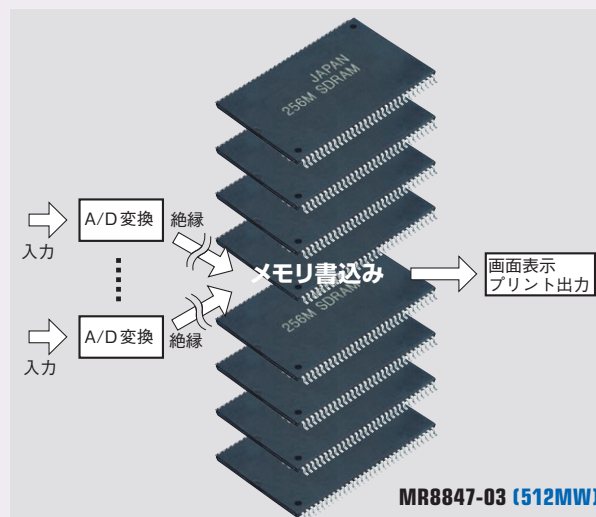 JAPAN
256M SDRAM
入力
A/D変換
絶縁
メモリ書込み
画面表示
プリント出力
256M SDRAM
入力
A/D変換
絶縁
MR8847-03 (512MW)